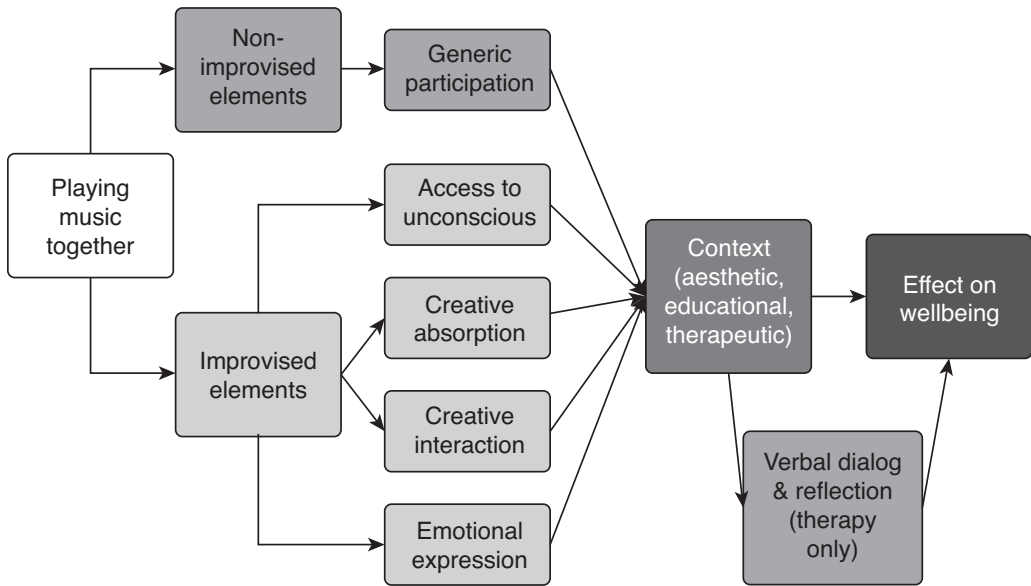 Non-
improvised
elements
Generic
participation
Playing
music
together
Access to
unconscious
Creative
absorption
Improvised
elements
Creative
interaction
Emotional
expression
Context
(aesthetic,
educational,
therapeutic)
Effect on
wellbeing
Verbal dialog
& reflection
(therapy
only)